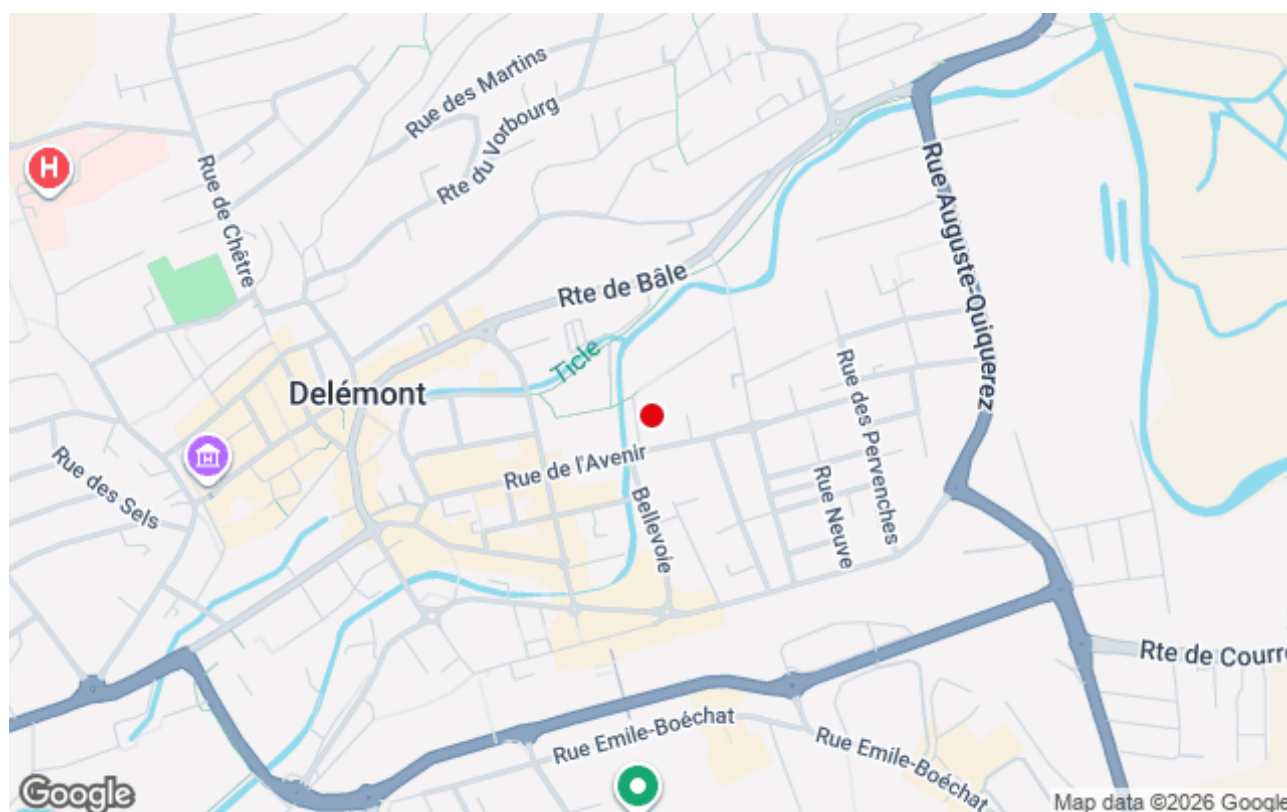 Rue des Martins
Rte du Vorbourg
H
Rue de Chêtre
Rue Auguste-Quiquerez
Rte de Bâle
Ticle
Delémont
Rue des Pervenches
Rue de l'Avenir
Rue des Sels
Bellevoie
Rue Neuve
Rte de Courre
Rue Emile-Boéchat
Rue Emile-Boéchat
Google
Map data ©2026 Google